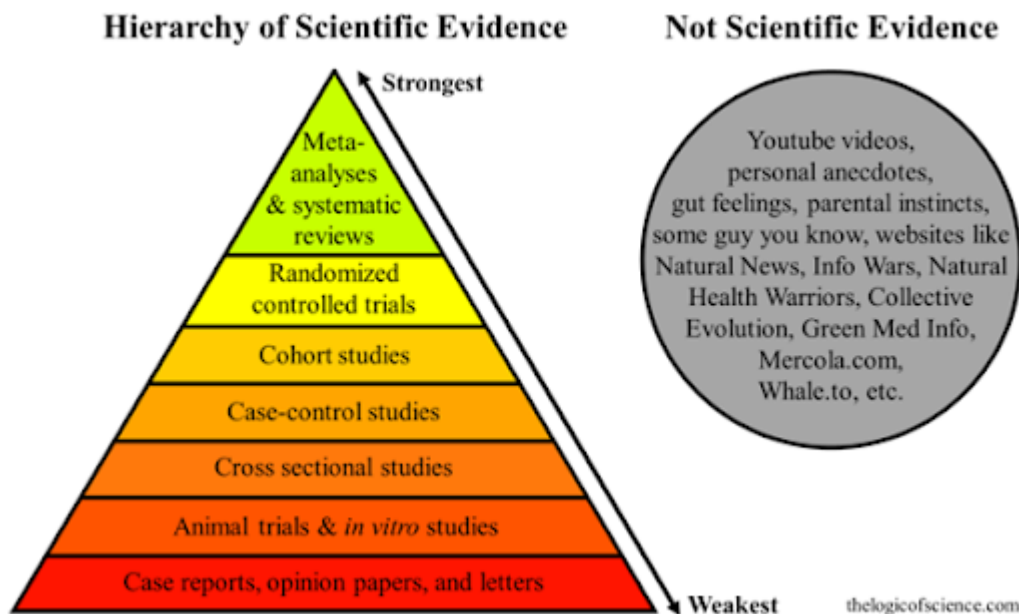 Hierarchy of Scientific Evidence
Not Scientific Evidence
Strongest
Meta-
analyses
& systematic
reviews
Randomized
controlled trials
Cohort studies
Case-control studies
Cross sectional studies
Animal trials & in vitro studies
Case reports, opinion papers, and letters
Weakest
Youtube videos,
personal anecdotes,
gut feelings, parental instincts,
some guy you know, websites like
Natural News, Info Wars, Natural
Health Warriors, Collective
Evolution, Green Med Info,
Mercola.com,
Whale.to, etc.
thelogicofscience.com